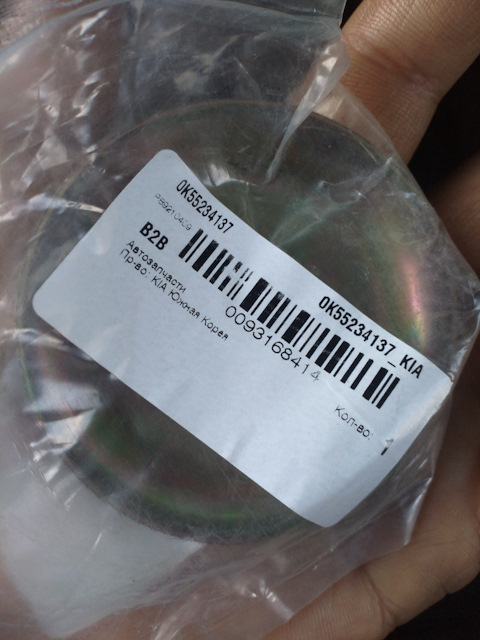 0K55234137
B2B
0K55234137_KIA
Автозапчасти
Пр-во: KIA Южная Корея
0093168414
Кол-во: 1